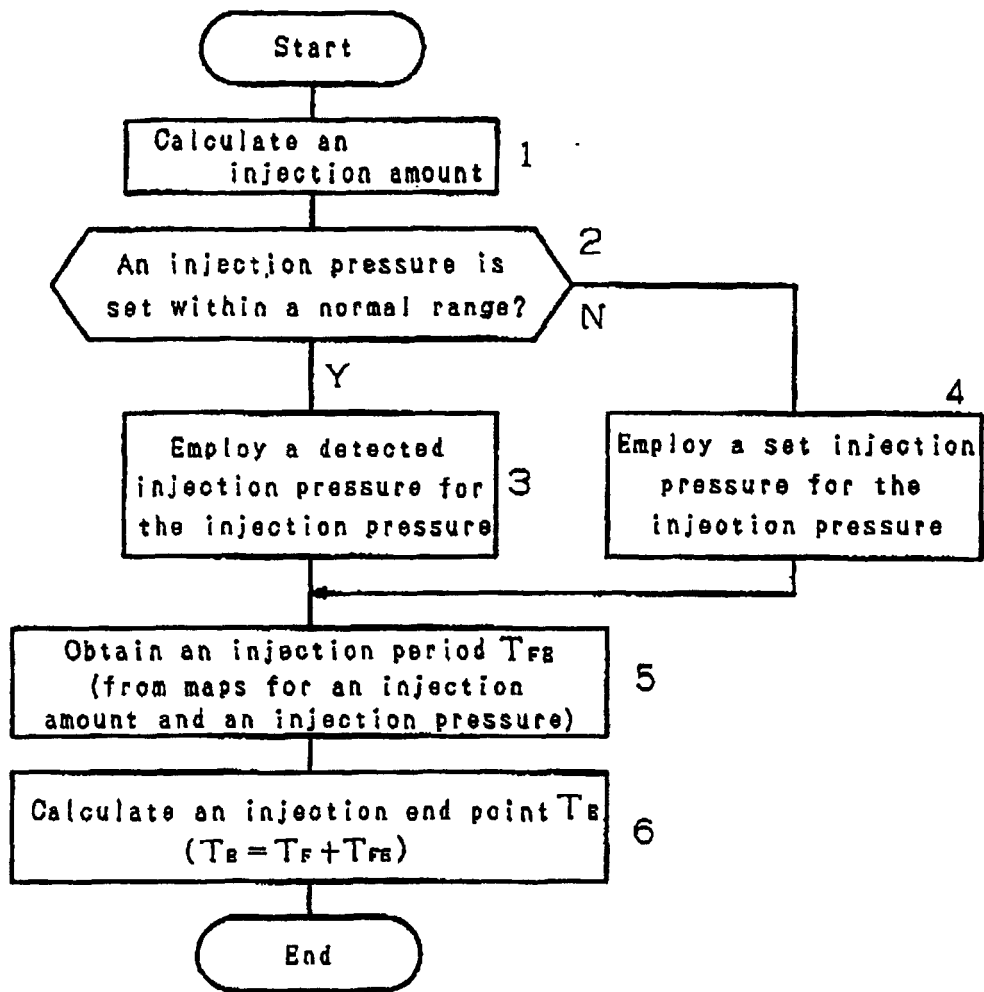 Start
Calculate an
injection amount
1
An injection pressure is
set within a normal range?
2
N
Y
Employ a detected
injection pressure for
the injection pressure
3
Employ a set injection
pressure for the
injection pressure
4
Obtain an injection period TFE
(from maps for an injection
amount and an injection pressure)
5
Calculate an injection end point TE
(TE = TF + TFE)
6
End